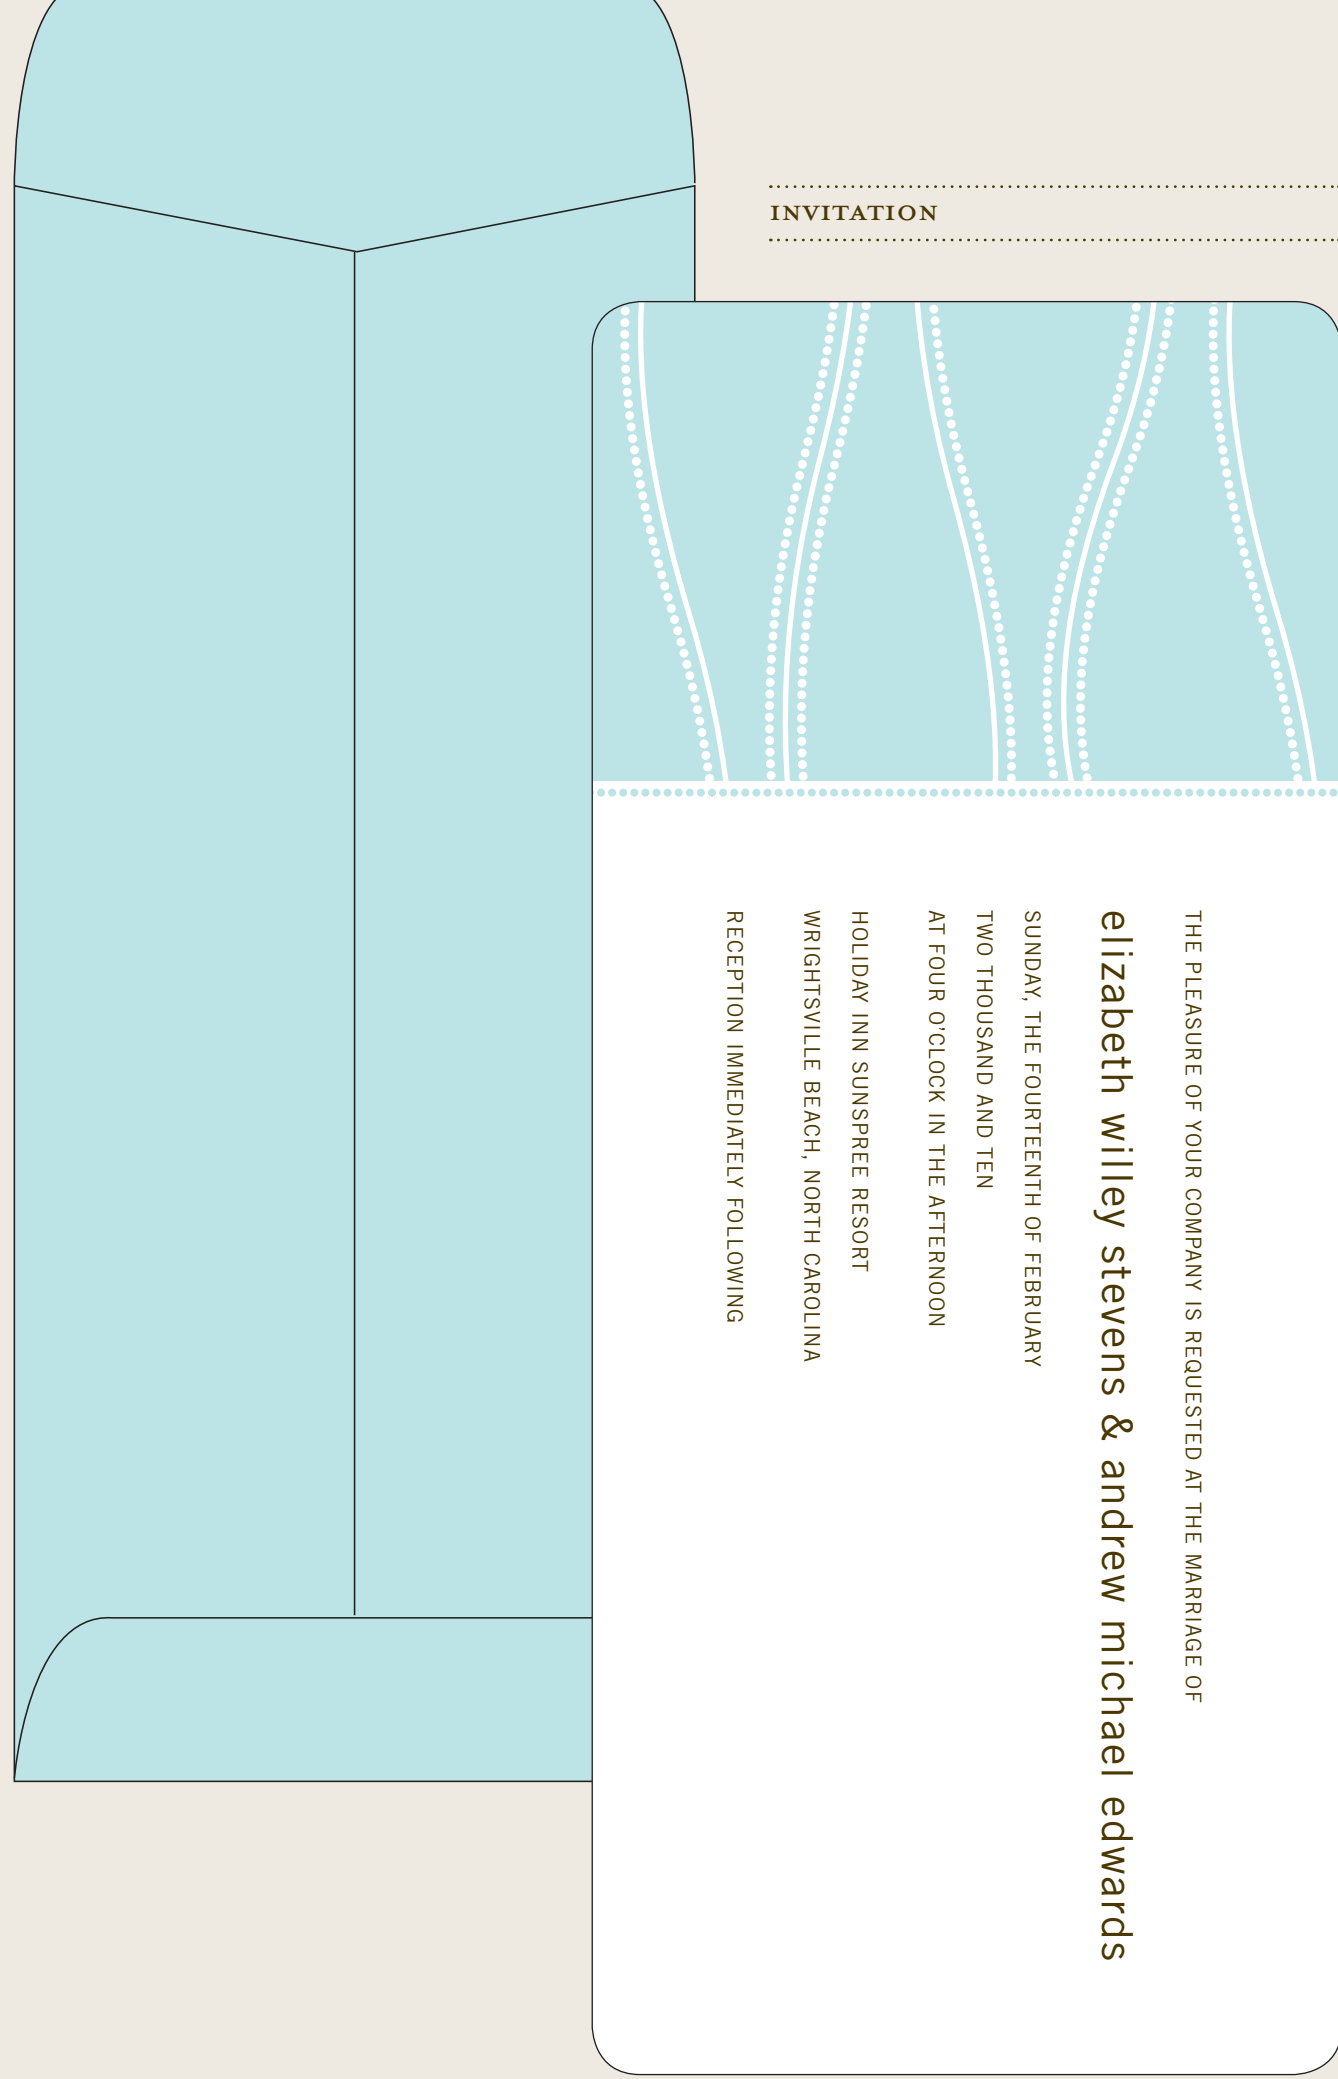 INVITATION
THE PLEASURE OF YOUR COMPANY IS REQUESTED AT THE MARRIAGE OF
elizabeth willey stevens & andrew michael edwards
SUNDAY, THE FOURTEENTH OF FEBRUARY
TWO THOUSAND AND TEN
AT FOUR O'CLOCK IN THE AFTERNOON
HOLIDAY INN SUNSPREE RESORT
WRIGHTSVILLE BEACH, NORTH CAROLINA
RECEPTION IMMEDIATELY FOLLOWING